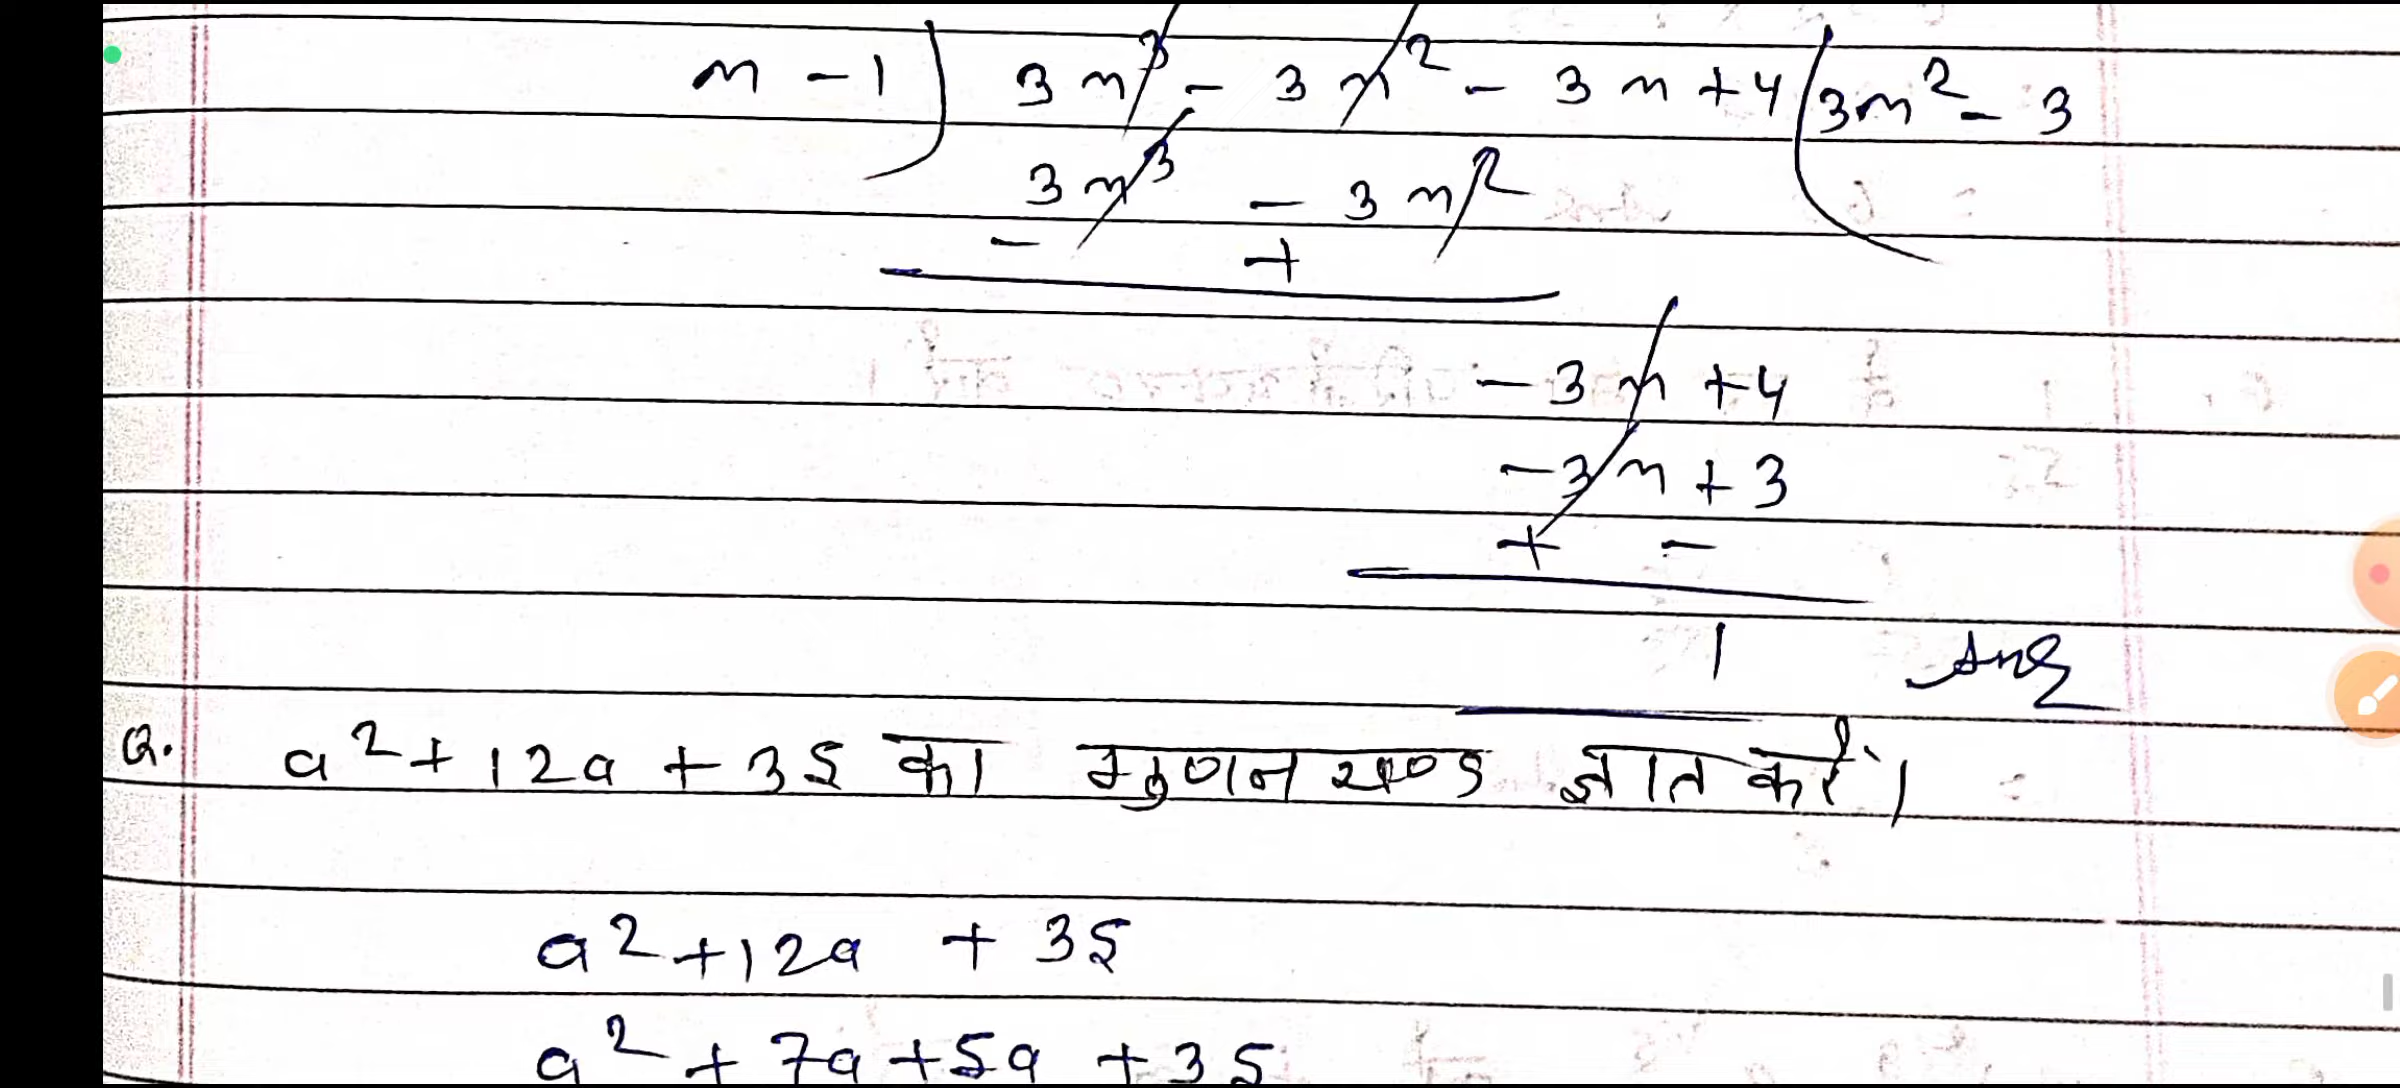 m - 1 ) 3m³ - 3m² - 3m + 4 ( 3m² - 3
3m³ - 3m²
- +
- 3m + 4
- 3m + 3
+ -
1 Ans
Q. a² + 12a + 35 का गुणनखण्ड ज्ञात करें।
a² + 12a + 35
a² + 7a + 5a + 35